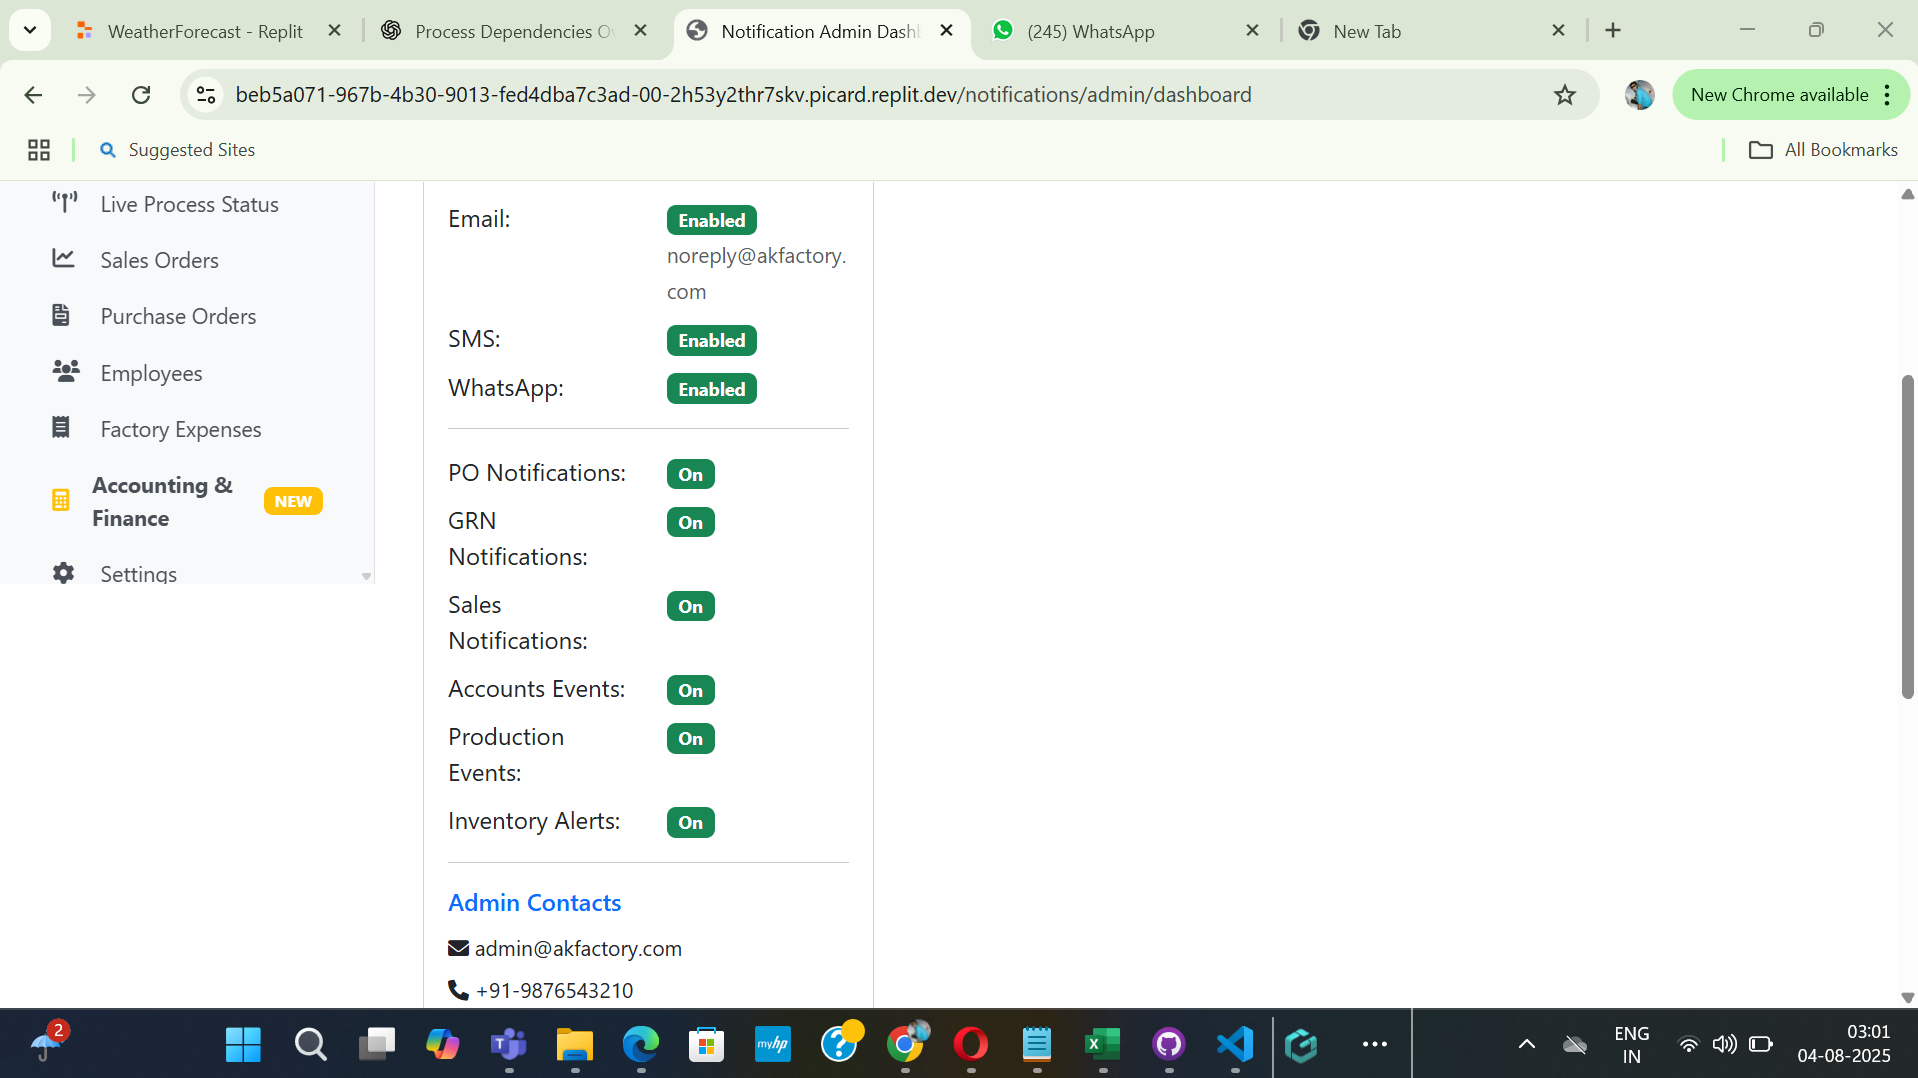 WeatherForecast - Replit
Process Dependencies Ov
Notification Admin Dashb
(245) WhatsApp
New Tab
beb5a071-967b-4b30-9013-fed4dba7c3ad-00-2h53y2thr7skv.picard.replit.dev/notifications/admin/dashboard
New Chrome available
Suggested Sites
All Bookmarks
Live Process Status
Sales Orders
Purchase Orders
Employees
Factory Expenses
Accounting &
Finance
NEW
Settings
Email:
Enabled
noreply@akfactory.
com
SMS:
Enabled
WhatsApp:
Enabled
PO Notifications:
On
GRN
Notifications:
On
Sales
Notifications:
On
Accounts Events:
On
Production
Events:
On
Inventory Alerts:
On
Admin Contacts
admin@akfactory.com
+91-9876543210
2
myhp
ENG
IN
03:01
04-08-2025